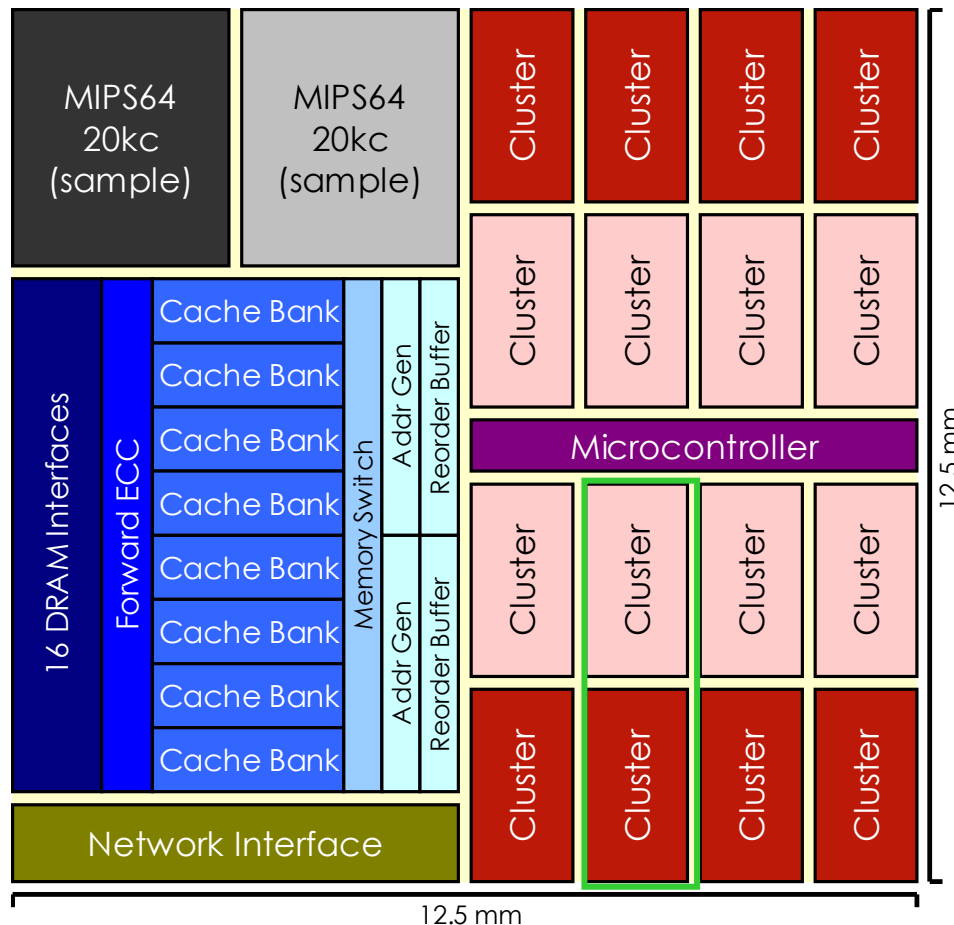 MIPS64
20kc
(sample)
MIPS64
20kc
(sample)
Cluster
Cluster
Cluster
Cluster
Cluster
Cluster
Cluster
Cluster
16 DRAM Interfaces
Forward ECC
Cache Bank
Cache Bank
Cache Bank
Cache Bank
Cache Bank
Cache Bank
Cache Bank
Cache Bank
Memory Switch
Addr Gen
Reorder Buffer
Addr Gen
Reorder Buffer
Microcontroller
Cluster
Cluster
Cluster
Cluster
Cluster
Cluster
Cluster
Cluster
Network Interface
12.5 mm
12.5 mm